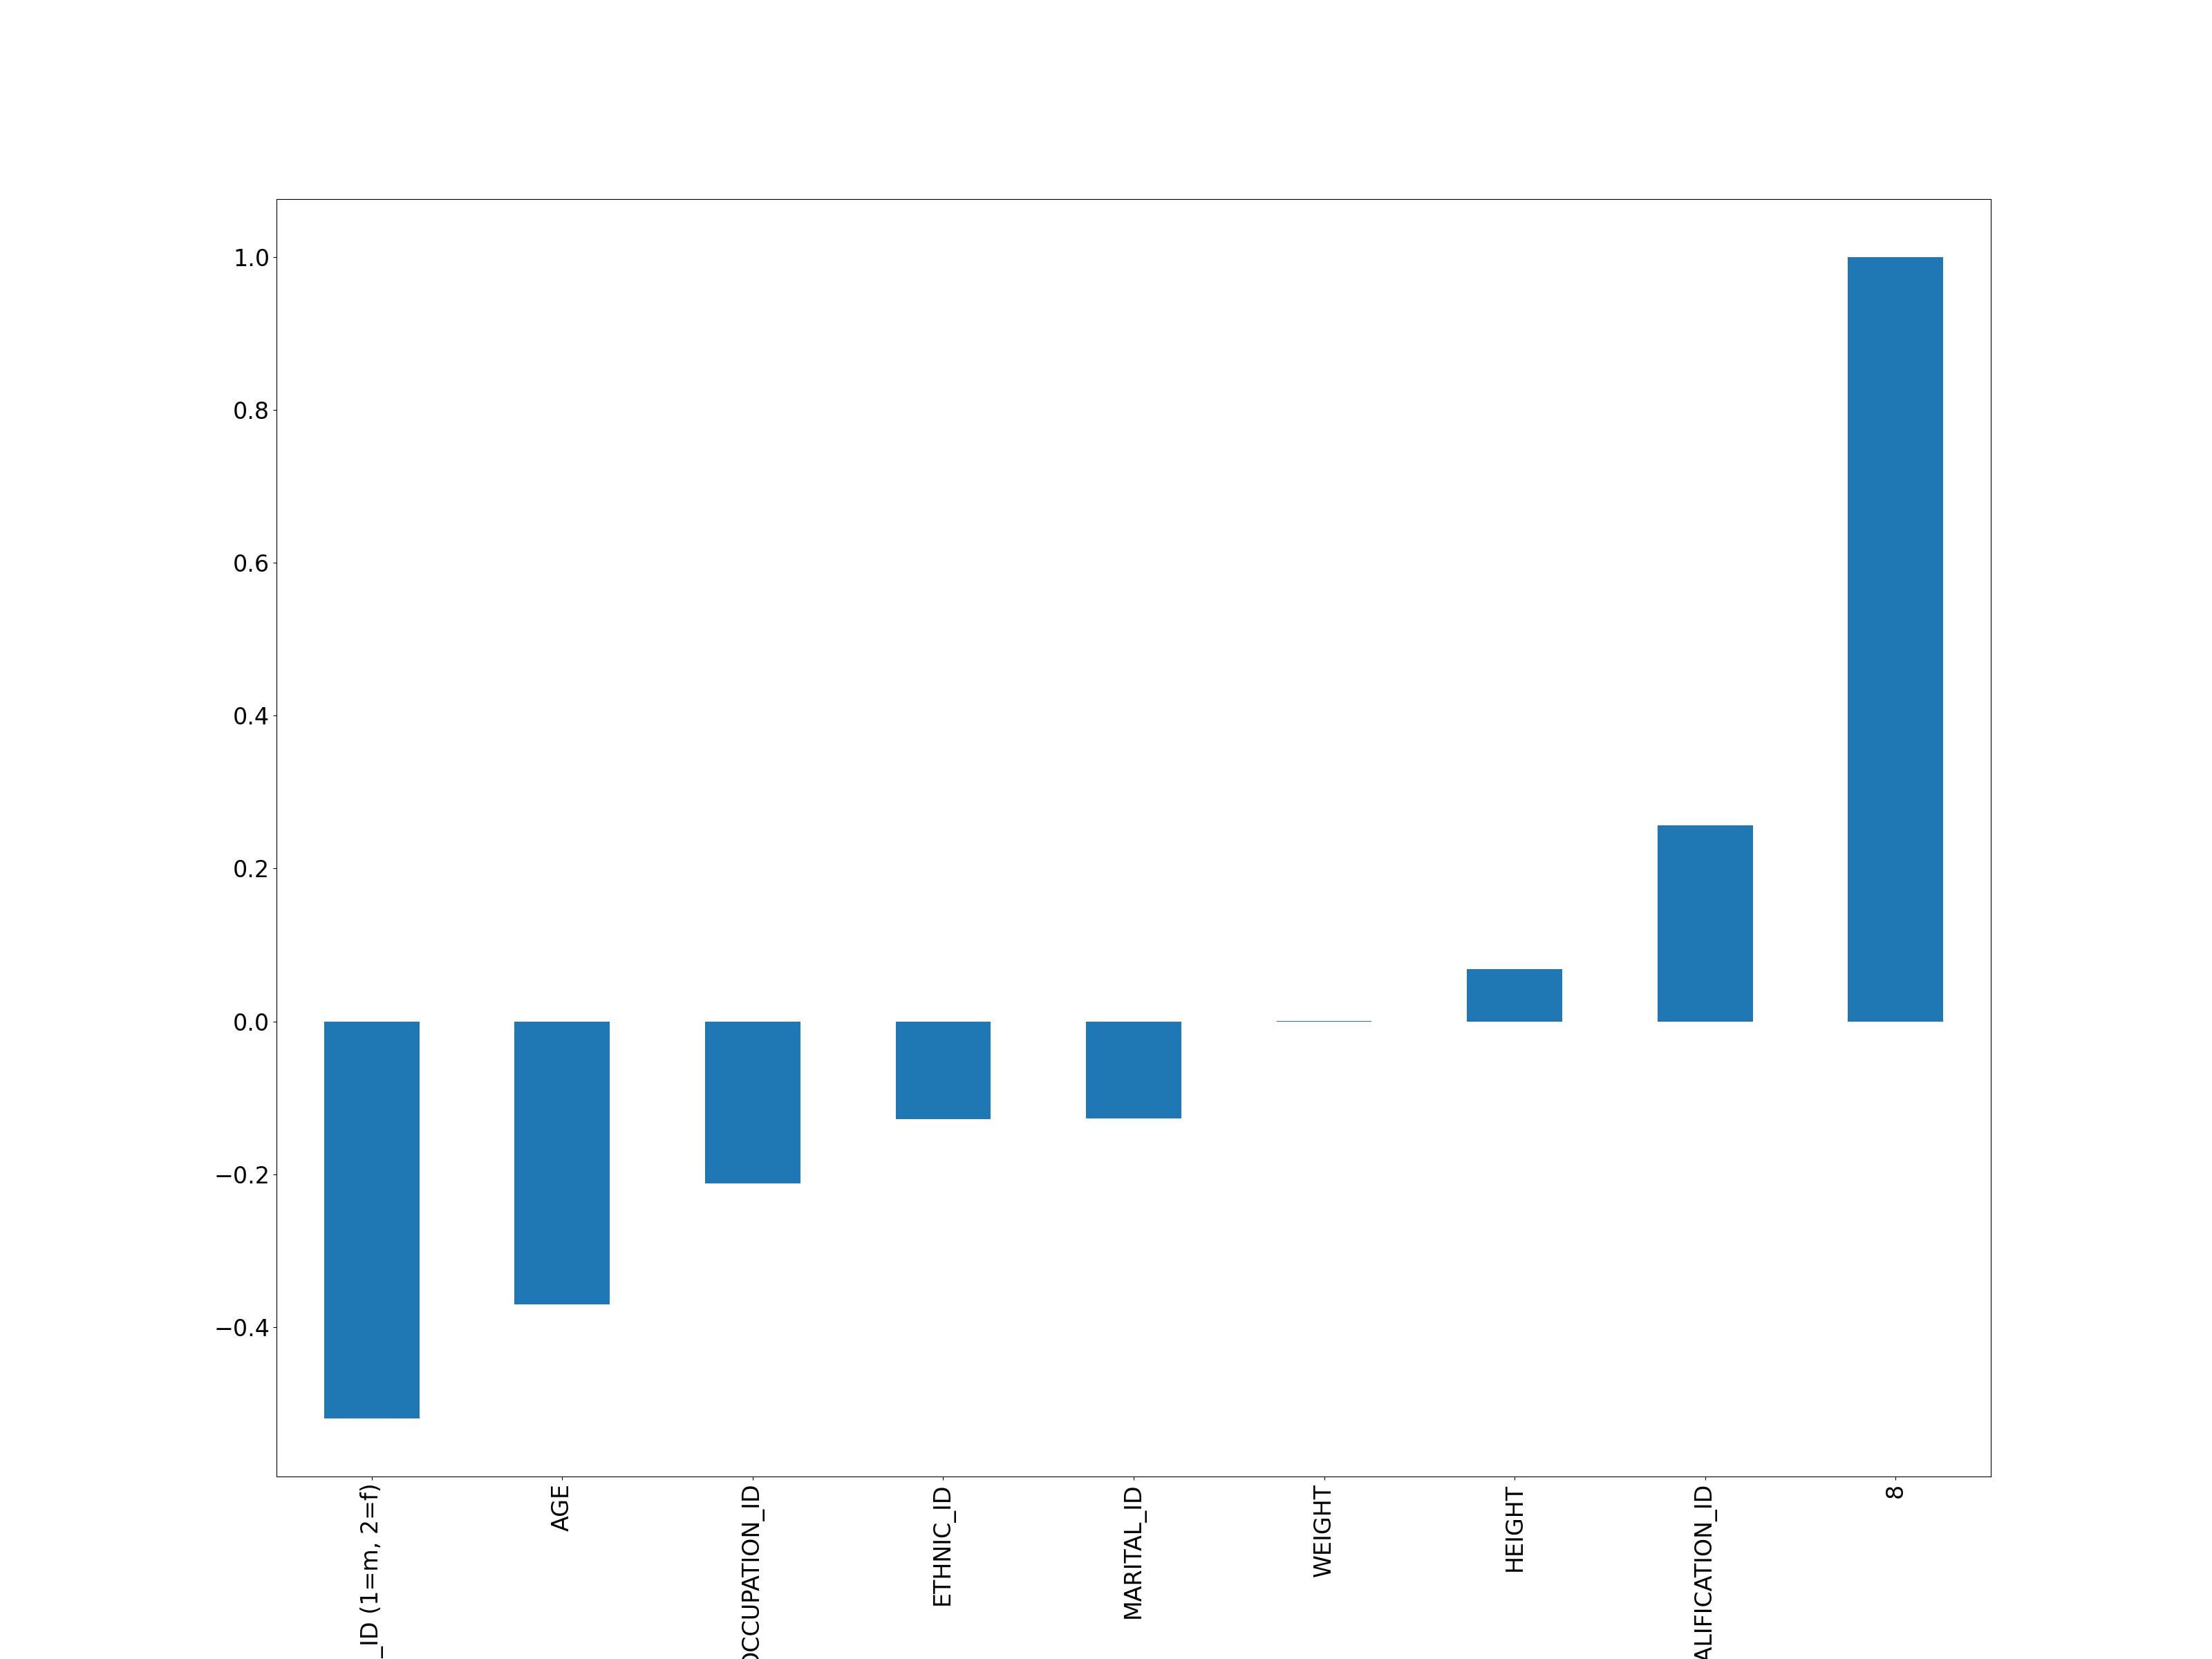 1.0
0.8
0.6
0.4
0.2
0.0
−0.2
−0.4
_ID (1=m, 2=f)
AGE
OCCUPATION_ID
ETHNIC_ID
MARITAL_ID
WEIGHT
HEIGHT
ALIFICATION_ID
8